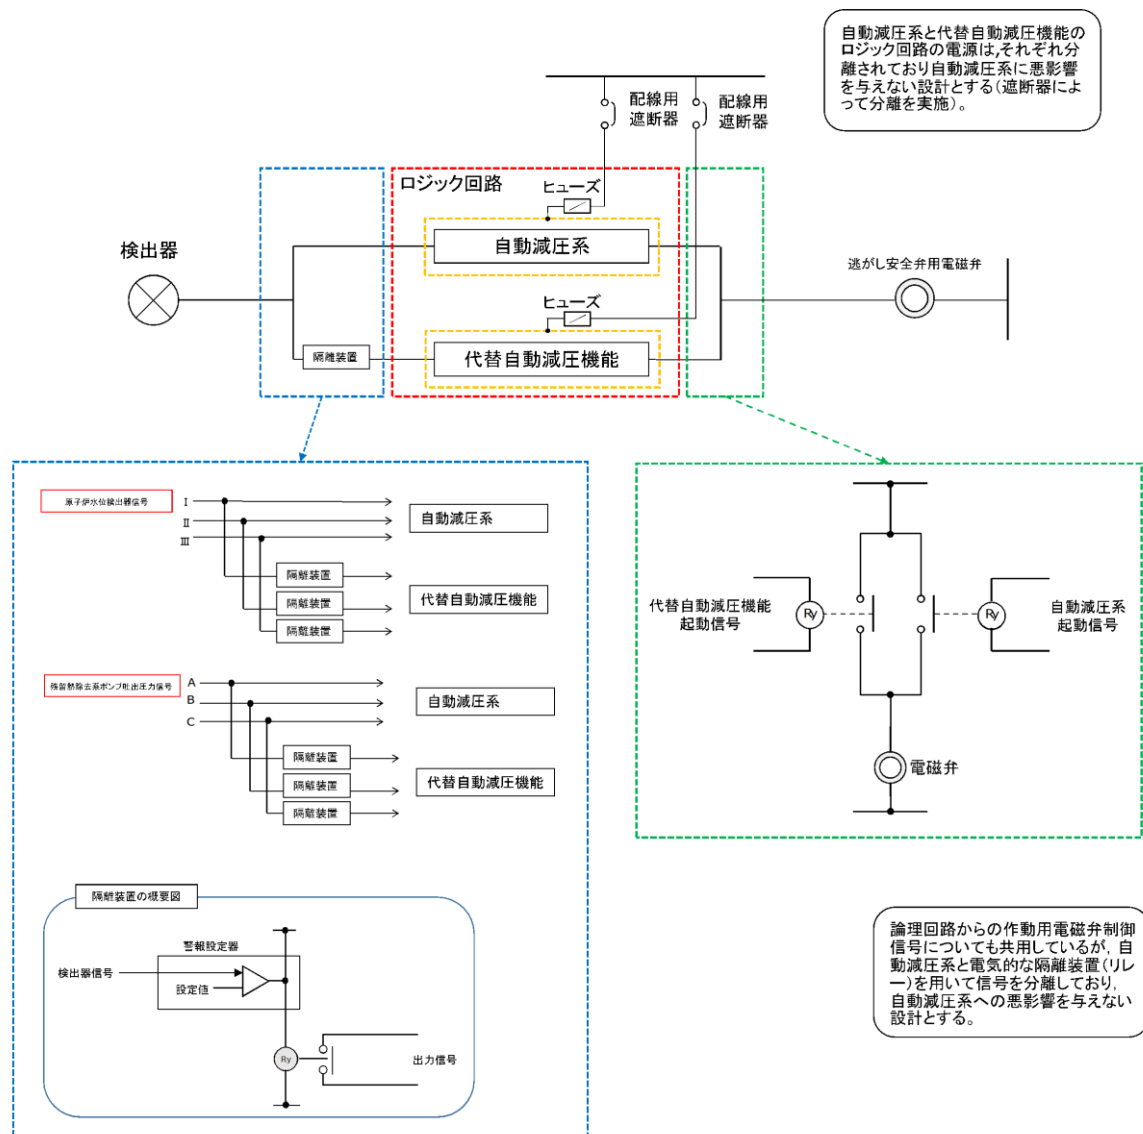 自動減圧系と代替自動減圧機能の
ロジック回路の電源は,それぞれ分
離されており自動減圧系に悪影響
を与えない設計とする(遮断器によ
って分離を実施)。
配線用
遮断器
配線用
遮断器
ロジック回路
ヒューズ
自動減圧系
検出器
逃がし安全弁用電磁弁
ヒューズ
隔離装置
代替自動減圧機能
原子炉水位検出器信号
Ⅰ
Ⅱ
Ⅲ
自動減圧系
隔離装置
隔離装置
隔離装置
代替自動減圧機能
残留熱除去系ポンプ吐出圧力信号
A
B
C
自動減圧系
隔離装置
隔離装置
隔離装置
代替自動減圧機能
代替自動減圧機能
起動信号
Ry
Ry
自動減圧系
起動信号
電磁弁
隔離装置の概要図
警報設定器
検出器信号
設定値
Ry
出力信号
論理回路からの作動用電磁弁制御
信号についても共用しているが, 自
動減圧系と電気的な隔離装置(リレ
ー)を用いて信号を分離しており,
自動減圧系への悪影響を与えない
設計とする。